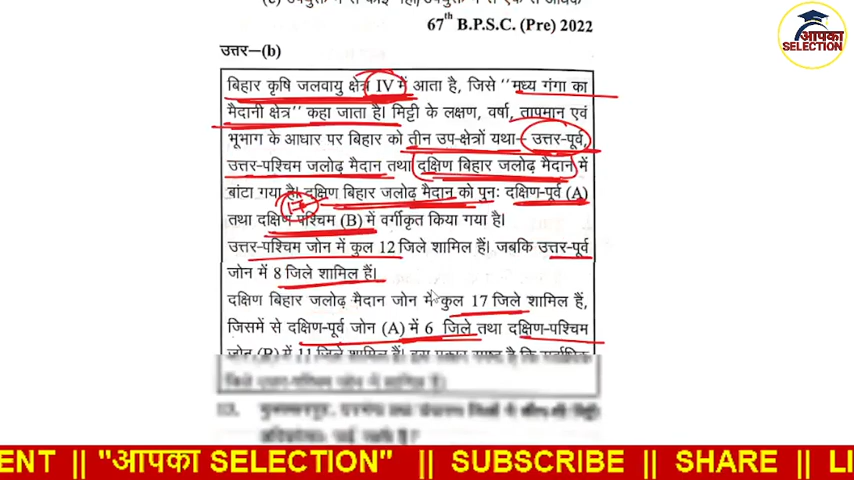 67th B.P.S.C. (Pre) 2022
उत्तर–(b)
बिहार कृषि जलवायु क्षेत्र IV में आता है, जिसे ''मध्य गंगा का
मैदानी क्षेत्र'' कहा जाता है। मिट्टी के लक्षण, वर्षा, तापमान एवं
भूभाग के आधार पर बिहार को तीन उप-क्षेत्रों यथा– उत्तर-पूर्व,
उत्तर-पश्चिम जलोढ़ मैदान तथा दक्षिण बिहार जलोढ़ मैदान में
बांटा गया है। दक्षिण बिहार जलोढ़ मैदान को पुनः दक्षिण-पूर्व (A)
तथा दक्षिण पश्चिम (B) में वर्गीकृत किया गया है।
उत्तर-पश्चिम जोन में कुल 12 जिले शामिल हैं। जबकि उत्तर-पूर्व
जोन में 8 जिले शामिल हैं।
दक्षिण बिहार जलोढ़ मैदान जोन में कुल 17 जिले शामिल हैं,
जिसमें से दक्षिण-पूर्व जोन (A) में 6 जिले तथा दक्षिण-पश्चिम
जोन (B) में 11 जिले शामिल हैं।
आपका
SELECTION
ENT || "आपका SELECTION" || SUBSCRIBE || SHARE || LI